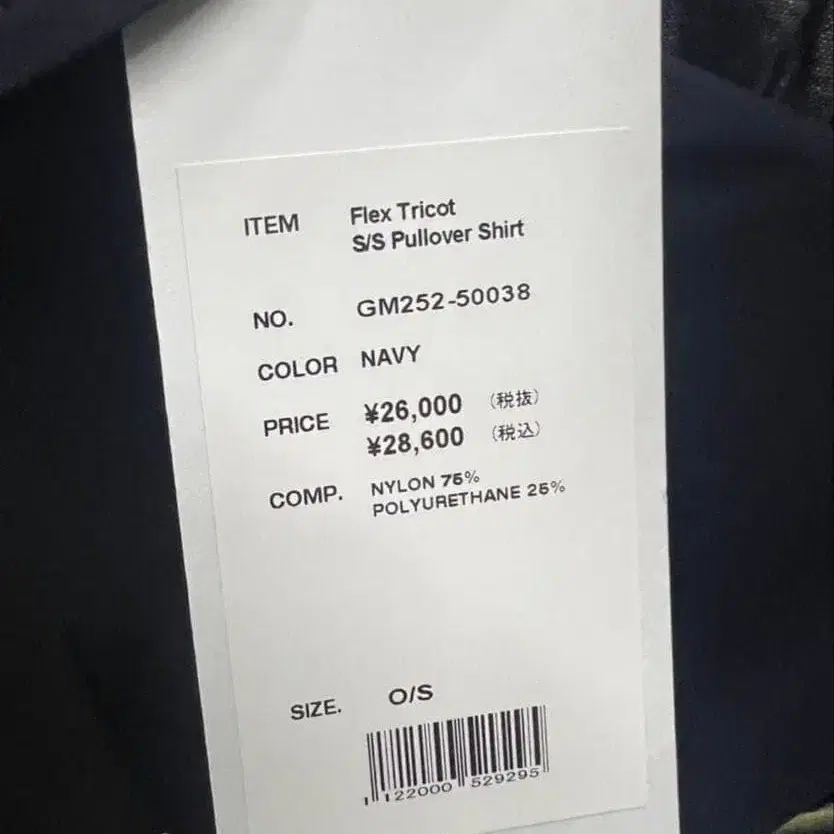 ITEM Flex Tricot
S/S Pullover Shirt
NO. GM252-50038
COLOR NAVY
PRICE ¥26,000 (税抜)
¥28,600 (税込)
COMP. NYLON 75%
POLYURETHANE 25%
SIZE. O/S
1 122000 529295